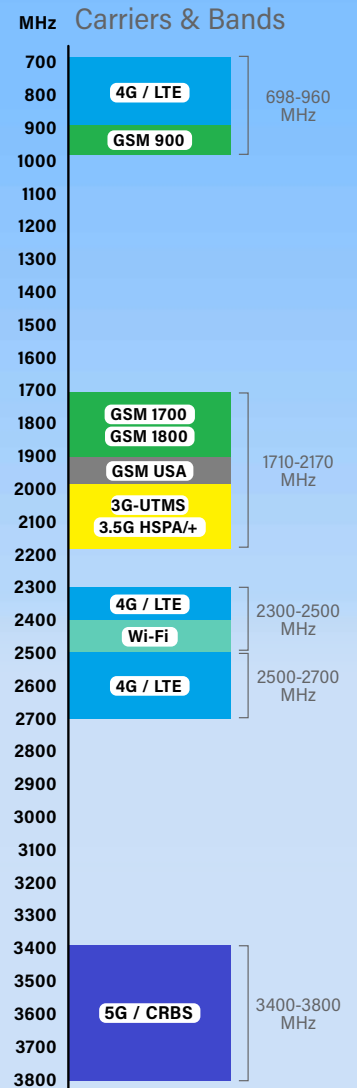 MHz Carriers & Bands
700
4G / LTE
800
698-960
MHz
900
GSM 900
1000
1100
1200
1300
1400
1500
1600
1700
GSM 1700
1800
GSM 1800
1900
GSM USA
1710-2170
MHz
2000
3G-UTMS
2100
3.5G HSPA/+
2200
2300
4G / LTE
2300-2500
MHz
2400
Wi-Fi
2500
2500-2700
MHz
2600
4G / LTE
2700
2800
2900
3000
3100
3200
3300
3400
3500
3600
5G / CRBS
3400-3800
MHz
3700
3800